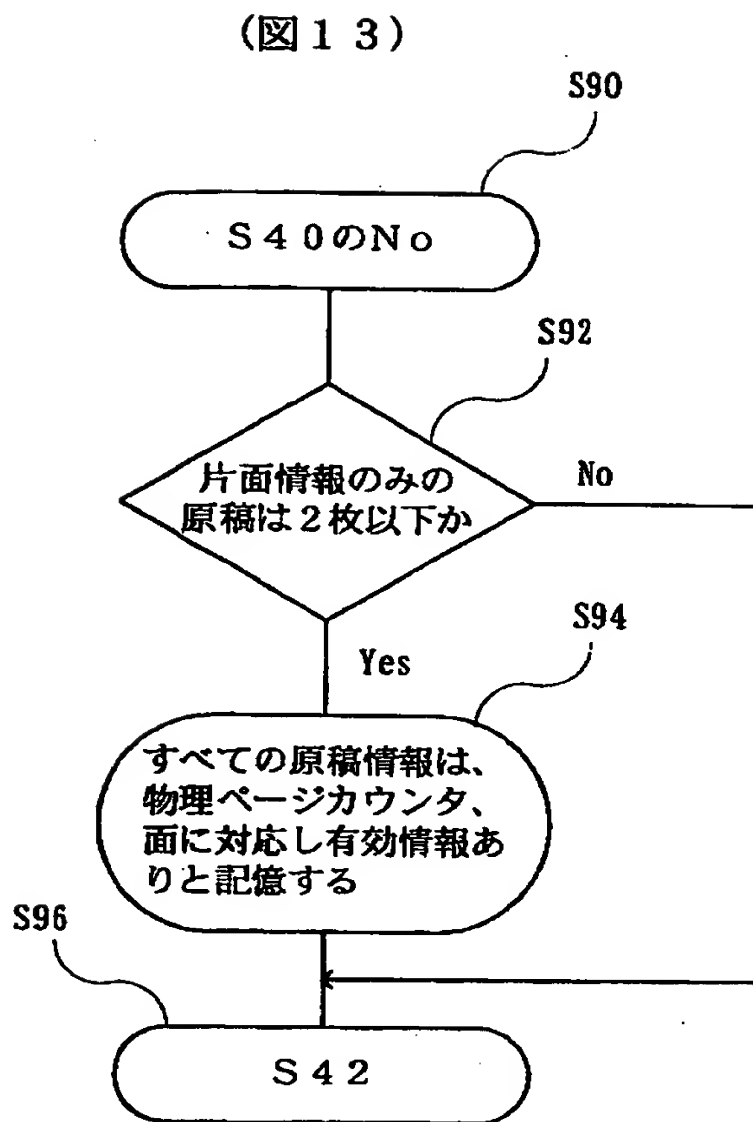 (図13)
S90
S40のNo
S92
片面情報のみの
原稿は2枚以下か
No
S94
Yes
すべての原稿情報は、
物理ページカウンタ、
面に対応し有効情報あ
りと記憶する
S96
S42